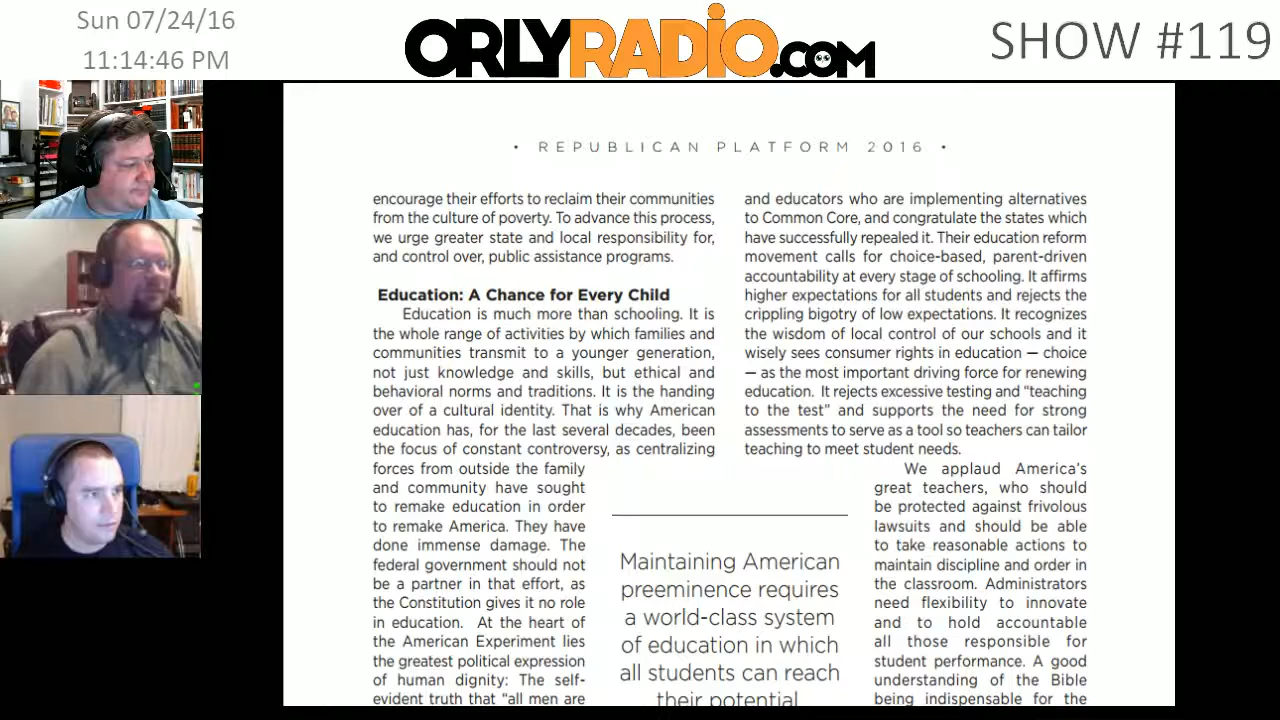 Sun 07/24/16
11:14:46 PM
ORLYRADIO.COM
SHOW #119
• REPUBLICAN PLATFORM 2016 •
encourage their efforts to reclaim their communities
from the culture of poverty. To advance this process,
we urge greater state and local responsibility for,
and control over, public assistance programs.
Education: A Chance for Every Child
Education is much more than schooling. It is
the whole range of activities by which families and
communities transmit to a younger generation,
not just knowledge and skills, but ethical and
behavioral norms and traditions. It is the handing
over of a cultural identity. That is why American
education has, for the last several decades, been
the focus of constant controversy, as centralizing
forces from outside the family
and community have sought
to remake education in order
to remake America. They have
done immense damage. The
federal government should not
be a partner in that effort, as
the Constitution gives it no role
in education. At the heart of
the American Experiment lies
the greatest political expression
of human dignity: The self-
evident truth that “all men are
Maintaining American
preeminence requires
a world-class system
of education in which
all students can reach
their potential
and educators who are implementing alternatives
to Common Core, and congratulate the states which
have successfully repealed it. Their education reform
movement calls for choice-based, parent-driven
accountability at every stage of schooling. It affirms
higher expectations for all students and rejects the
crippling bigotry of low expectations. It recognizes
the wisdom of local control of our schools and it
wisely sees consumer rights in education — choice
— as the most important driving force for renewing
education. It rejects excessive testing and “teaching
to the test” and supports the need for strong
assessments to serve as a tool so teachers can tailor
teaching to meet student needs.
We applaud America’s
great teachers, who should
be protected against frivolous
lawsuits and should be able
to take reasonable actions to
maintain discipline and order in
the classroom. Administrators
need flexibility to innovate
and to hold accountable
all those responsible for
student performance. A good
understanding of the Bible
being indispensable for the